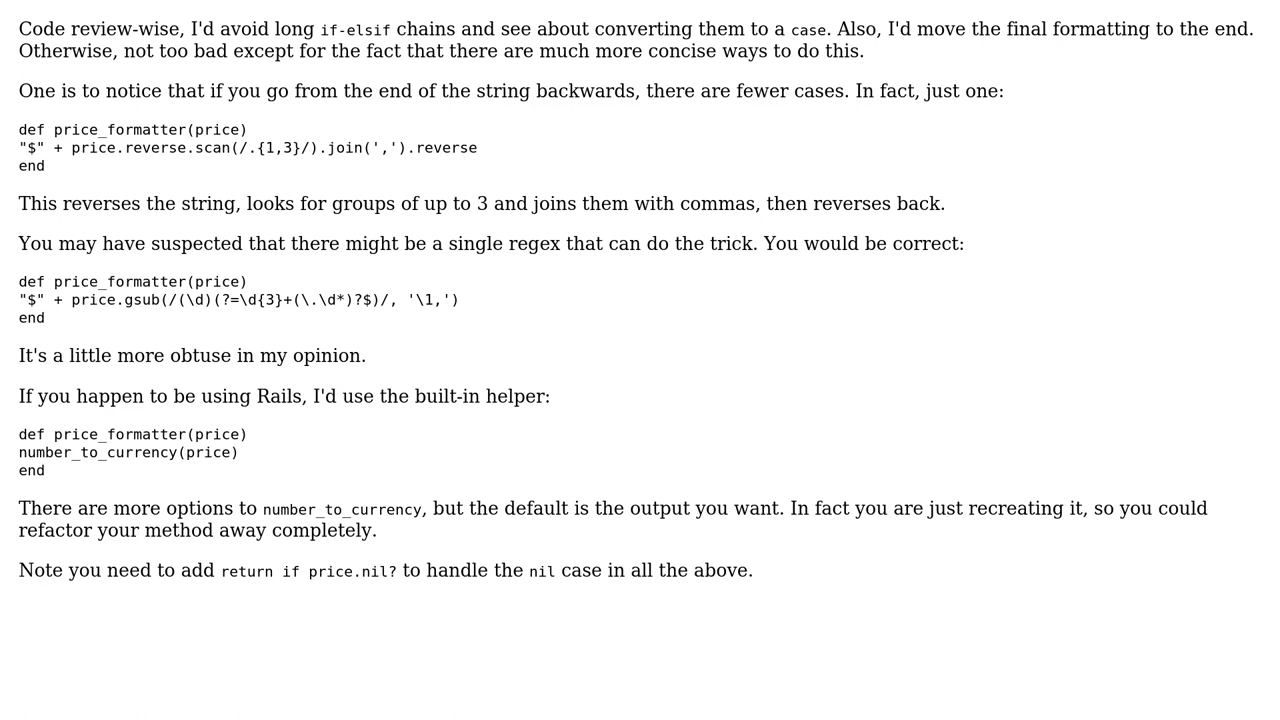 Code review-wise, I'd avoid long if-elsif chains and see about converting them to a case. Also, I'd move the final formatting to the end.
Otherwise, not too bad except for the fact that there are much more concise ways to do this.
One is to notice that if you go from the end of the string backwards, there are fewer cases. In fact, just one:
def price_formatter(price)
"$" + price.reverse.scan(/.{1,3}/).join(',').reverse
end
This reverses the string, looks for groups of up to 3 and joins them with commas, then reverses back.
You may have suspected that there might be a single regex that can do the trick. You would be correct:
def price_formatter(price)
"$" + price.gsub(/(\d)(?=\d{3}+(\.\d*)?$)/, '\1,')
end
It's a little more obtuse in my opinion.
If you happen to be using Rails, I'd use the built-in helper:
def price_formatter(price)
number_to_currency(price)
end
There are more options to number_to_currency, but the default is the output you want. In fact you are just recreating it, so you could
refactor your method away completely.
Note you need to add return if price.nil? to handle the nil case in all the above.